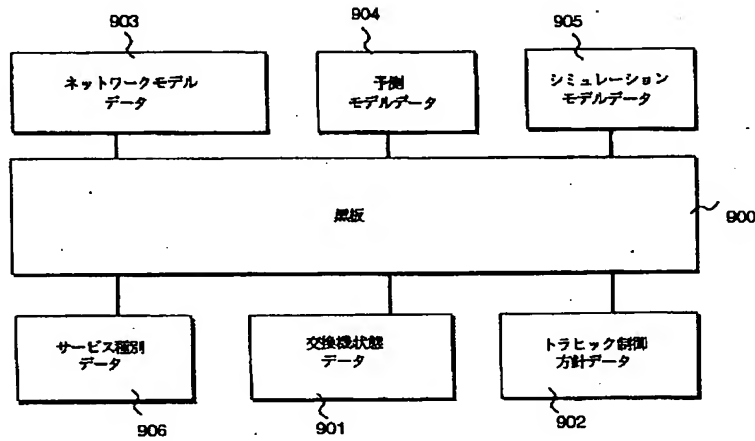 903
904
905
ネットワークモデル
データ
予測
モデルデータ
シミュレーション
モデルデータ
黒板
900
サービス種別
データ
交換機状態
データ
トラヒック制御
方針データ
906
901
902